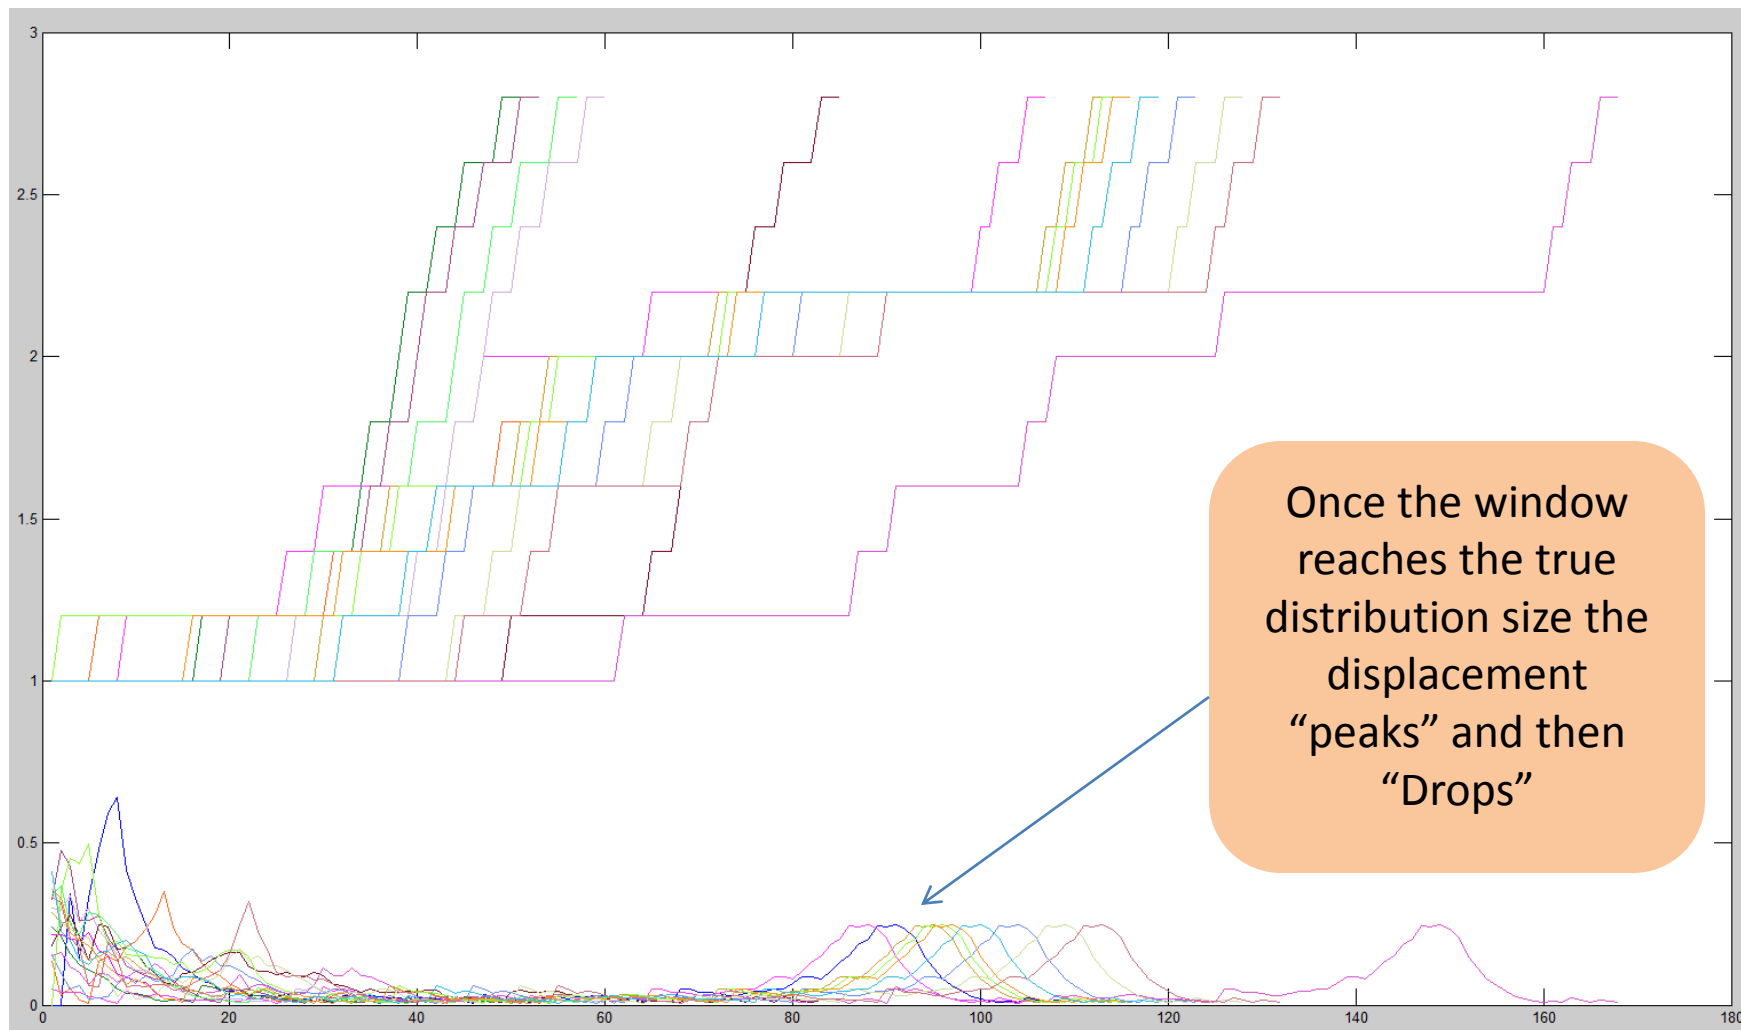 3
2.5
2
1.5
1
0.5
0
0 20 40 60 80 100 120 140 160 180
Once the window
reaches the true
distribution size the
displacement
“peaks” and then
“Drops”